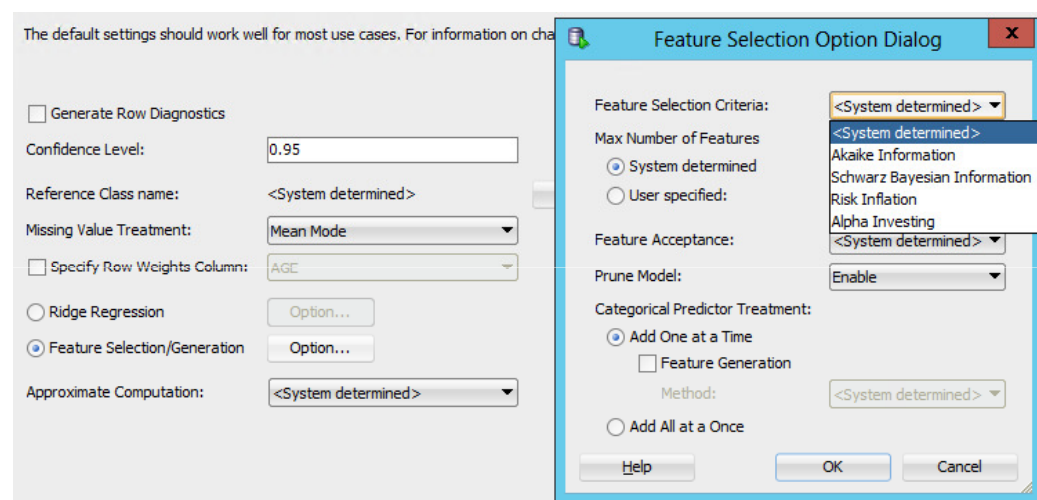 The default settings should work well for most use cases. For information on cha
Generate Row Diagnostics
Confidence Level: 0.95
Reference Class name: <System determined>
Missing Value Treatment: Mean Mode
Specify Row Weights Column: AGE
Ridge Regression Option...
Feature Selection/Generation Option...
Approximate Computation: <System determined>
Feature Selection Option Dialog
x
Feature Selection Criteria: <System determined>
<System determined>
Akaike Information
Schwarz Bayesian Information
Risk Inflation
Alpha Investing
Max Number of Features
System determined
User specified:
Feature Acceptance: <System determined>
Prune Model: Enable
Categorical Predictor Treatment:
Add One at a Time
Feature Generation
Method: <System determined>
Add All at a Once
Help OK Cancel